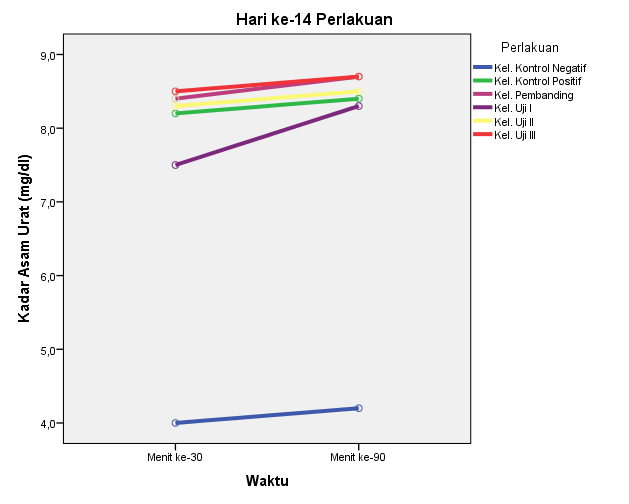 Hari ke-14 Perlakuan
Perlakuan
Kel. Kontrol Negatif
Kel. Kontrol Positif
Kel. Pembanding
Kel. Uji I
Kel. Uji II
Kel. Uji III
Kadar Asam Urat (mg/dl)
9,0
8,0
7,0
6,0
5,0
4,0
Menit ke-30
Menit ke-90
Waktu